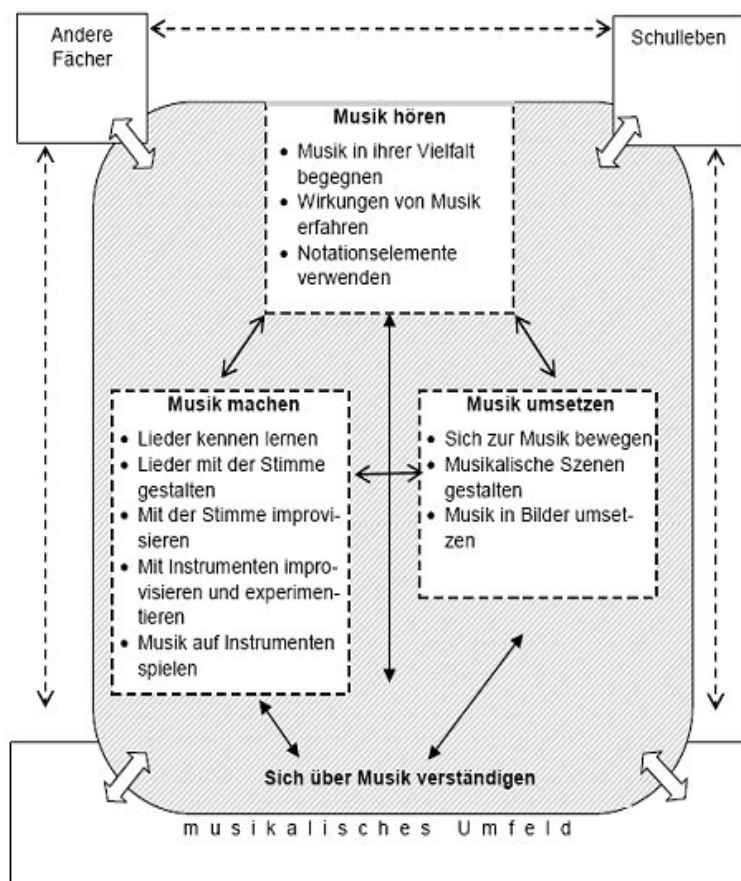 Andere
Fächer
Schulleben
Musik hören
• Musik in ihrer Vielfalt
begegnen
• Wirkungen von Musik
erfahren
• Notationselemente
verwenden
Musik machen
• Lieder kennen lernen
• Lieder mit der Stimme
gestalten
• Mit der Stimme improvi-
sieren
• Mit Instrumenten impro-
visieren und experimen-
tieren
• Musik auf Instrumenten
spielen
Musik umsetzen
• Sich zur Musik bewegen
• Musikalische Szenen
gestalten
• Musik in Bilder umset-
zen
Sich über Musik verständigen
musikalisches Umfeld